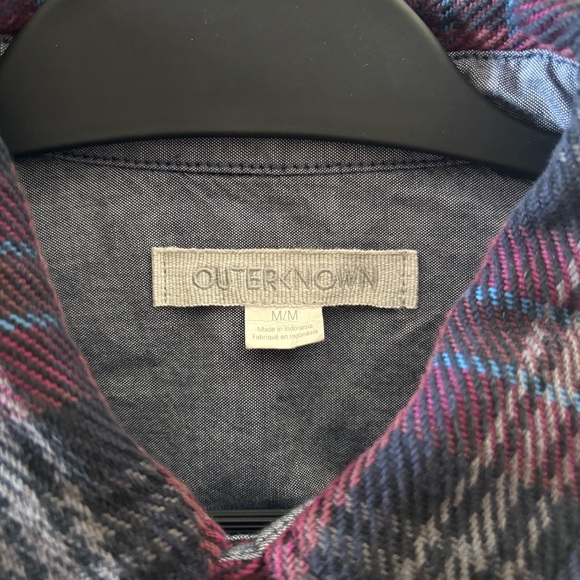 OUTERKNOWN
M/M
Made in Indonesia
Fabriqué en Indonésie